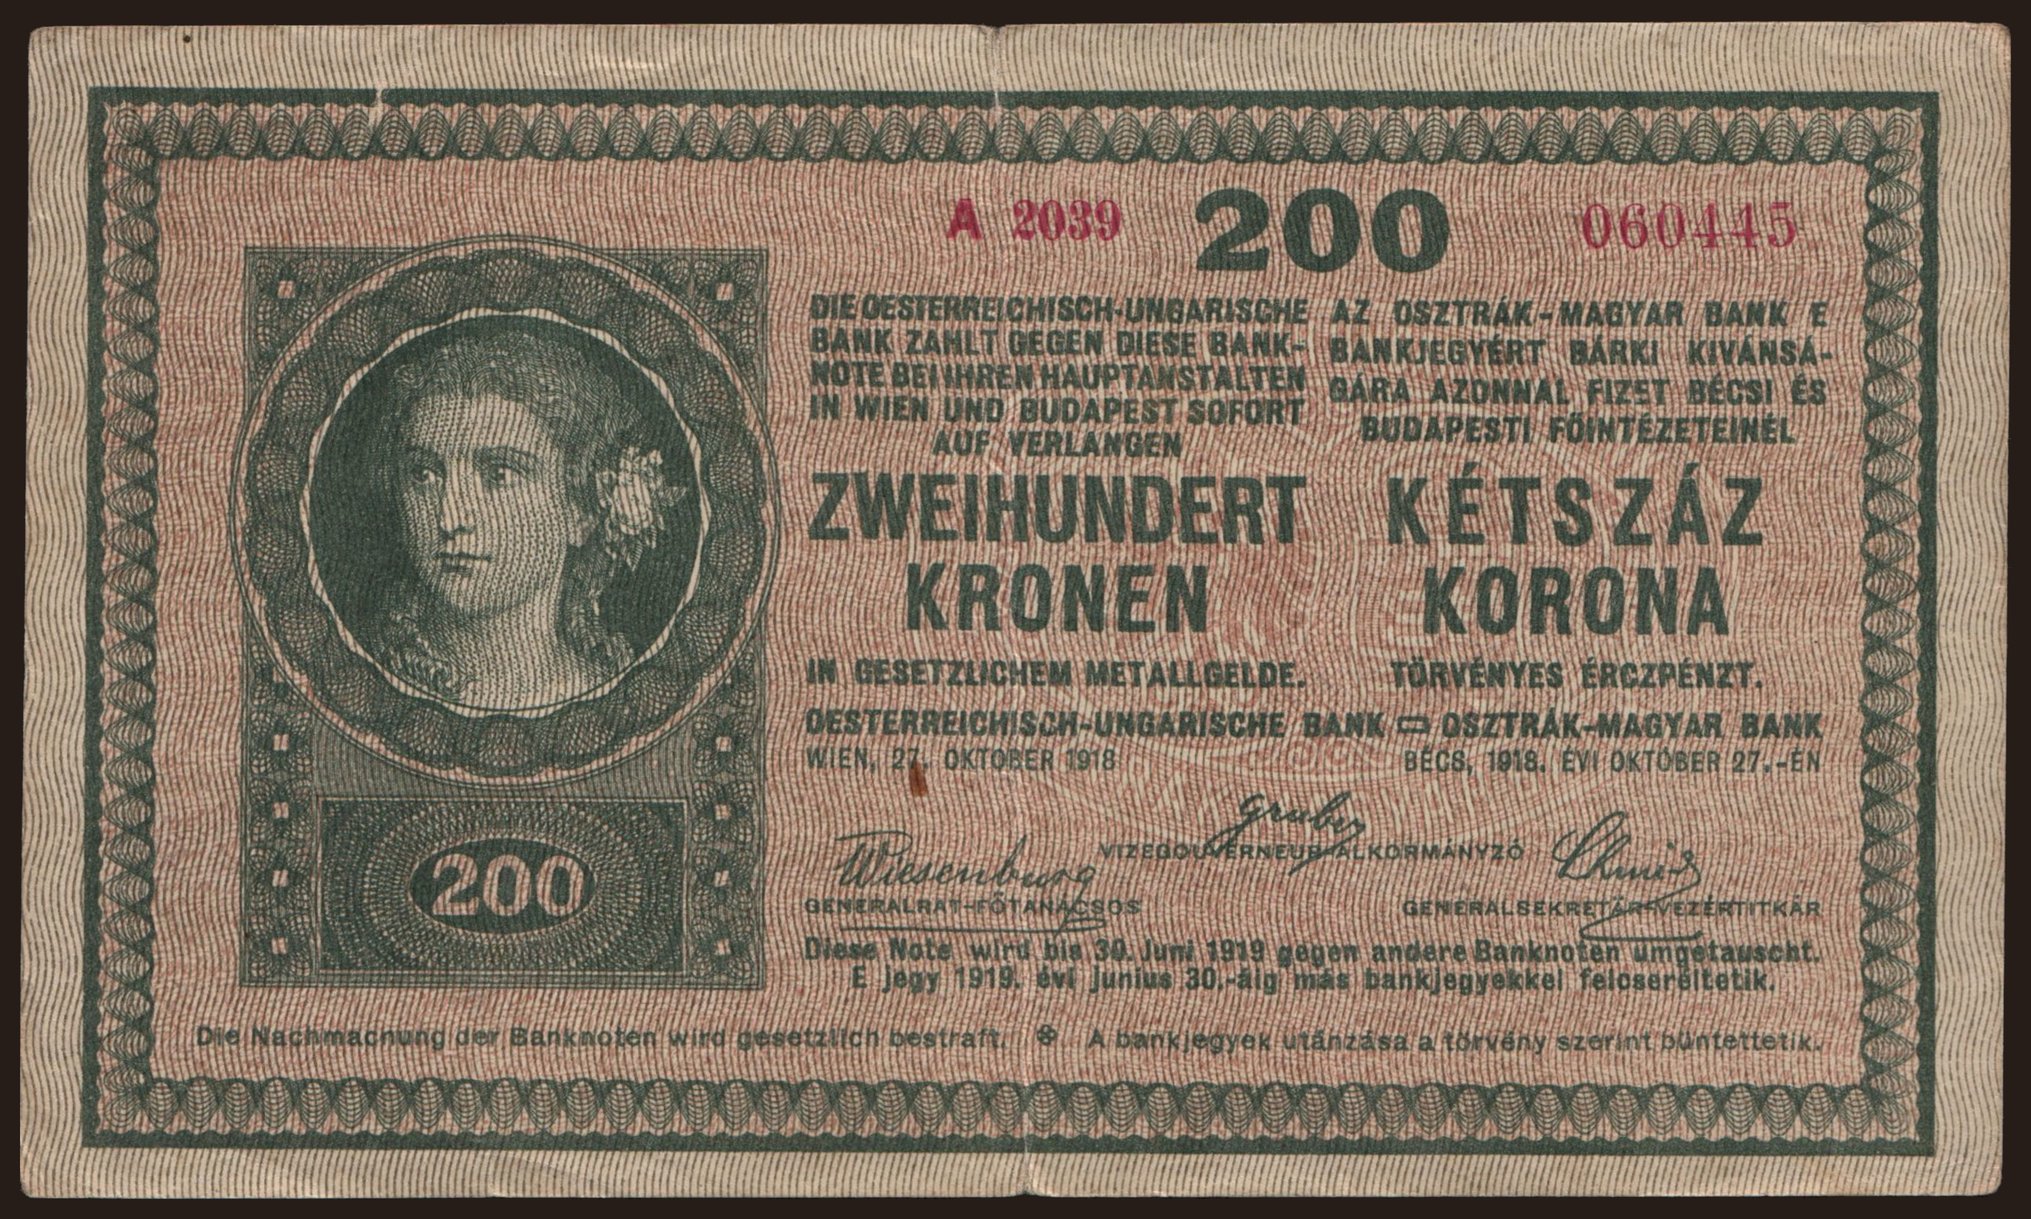 A 2039 200 060445
DIE OESTERREICHISCH-UNGARISCHE
BANK ZAHLT GEGEN DIESE BANK-
NOTE BEI IHREN HAUPTANSTALTEN
IN WIEN UND BUDAPEST SOFORT
AUF VERLANGEN
ZWEIHUNDERT
KRONEN
IN GESETZLICHEM METALLGELDE.
AZ OSZTRÁK-MAGYAR BANK E
BANKJEGYÉRT BÁRKI KIVÁNSÁ-
GÁRA AZONNAL FIZET BÉCSI ÉS
BUDAPESTI FŐINTÉZETEINÉL
KÉTSZÁZ
KORONA
TÖRVÉNYES ÉRCZPÉNZT.
OESTERREICHISCH-UNGARISCHE BANK OSZTRÁK-MAGYAR BANK
WIEN, 27. OKTOBER 1918 BÉCS, 1918. ÉVI OKTÓBER 27.-ÉN
Gruber
VIZEGOUVERNEUR-ALKORMÁNYZÓ
Wiesenburg
GENERALRAT-FŐTANÁCSOS
Schmid
GENERALSEKRETÄR-VEZÉRTITKÁR
Diese Note wird bis 30. Juni 1919 gegen andere Banknoten umgetauscht.
E jegy 1919. évi junius 30.-áig más bankjegyekkel felcseréltetik.
200
Die Nachmachung der Banknoten wird gesetzlich bestraft. A bankjegyek utánzása a törvény szerint büntettetik.